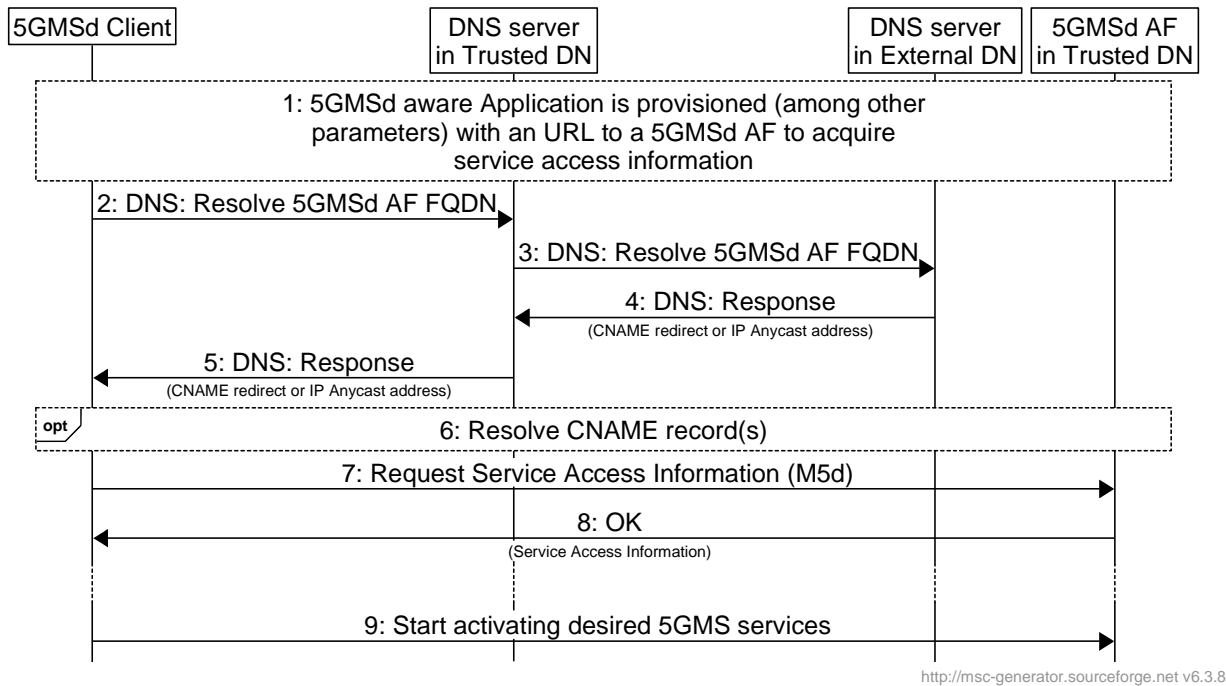 5GMSd Client
DNS server
in Trusted DN
DNS server
in External DN
5GMSd AF
in Trusted DN
1: 5GMSd aware Application is provisioned (among other
parameters) with an URL to a 5GMSd AF to acquire
service access information
2: DNS: Resolve 5GMSd AF FQDN
3: DNS: Resolve 5GMSd AF FQDN
4: DNS: Response
(CNAME redirect or IP Anycast address)
5: DNS: Response
(CNAME redirect or IP Anycast address)
opt
6: Resolve CNAME record(s)
7: Request Service Access Information (M5d)
8: OK
(Service Access Information)
9: Start activating desired 5GMS services
http://msc-generator.sourceforge.net v6.3.8